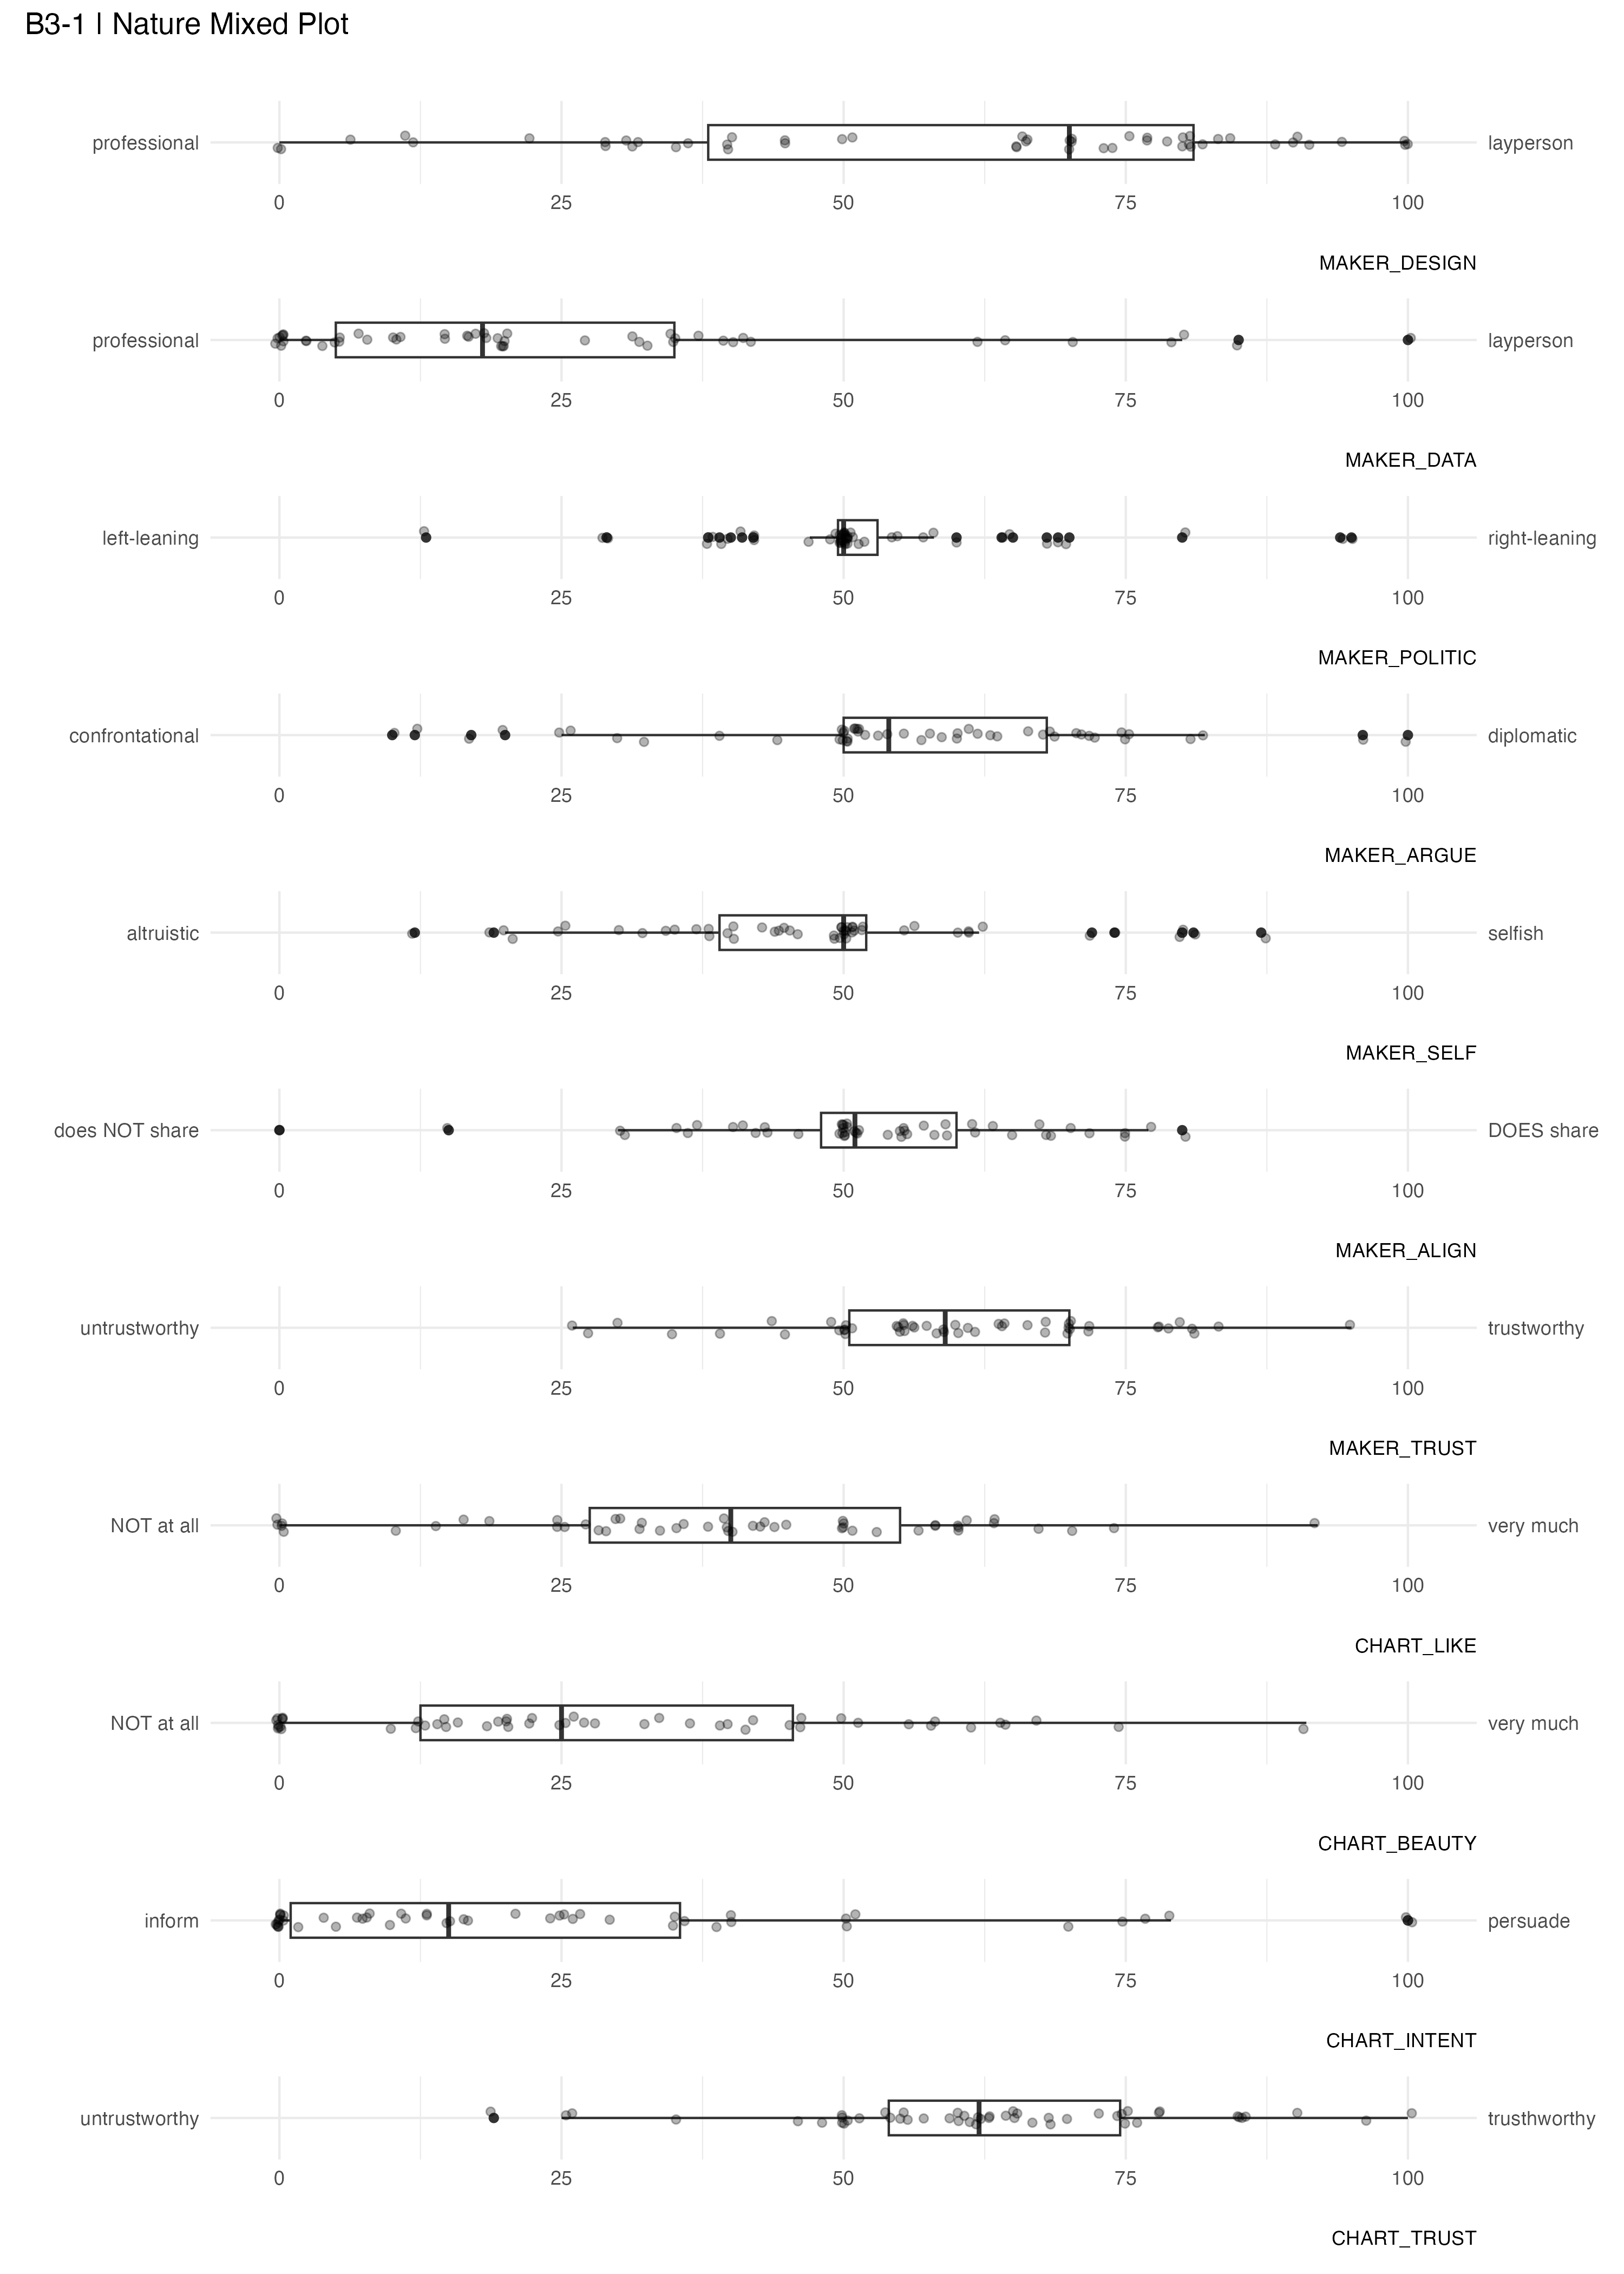 B3-1 | Nature Mixed Plot
professional layperson
0 25 50 75 100
MAKER_DESIGN
professional layperson
0 25 50 75 100
MAKER_DATA
left-leaning right-leaning
0 25 50 75 100
MAKER_POLITIC
confrontational diplomatic
0 25 50 75 100
MAKER_ARGUE
altruistic selfish
0 25 50 75 100
MAKER_SELF
does NOT share DOES share
0 25 50 75 100
MAKER_ALIGN
untrustworthy trustworthy
0 25 50 75 100
MAKER_TRUST
NOT at all very much
0 25 50 75 100
CHART_LIKE
NOT at all very much
0 25 50 75 100
CHART_BEAUTY
inform persuade
0 25 50 75 100
CHART_INTENT
untrustworthy trusthworthy
0 25 50 75 100
CHART_TRUST